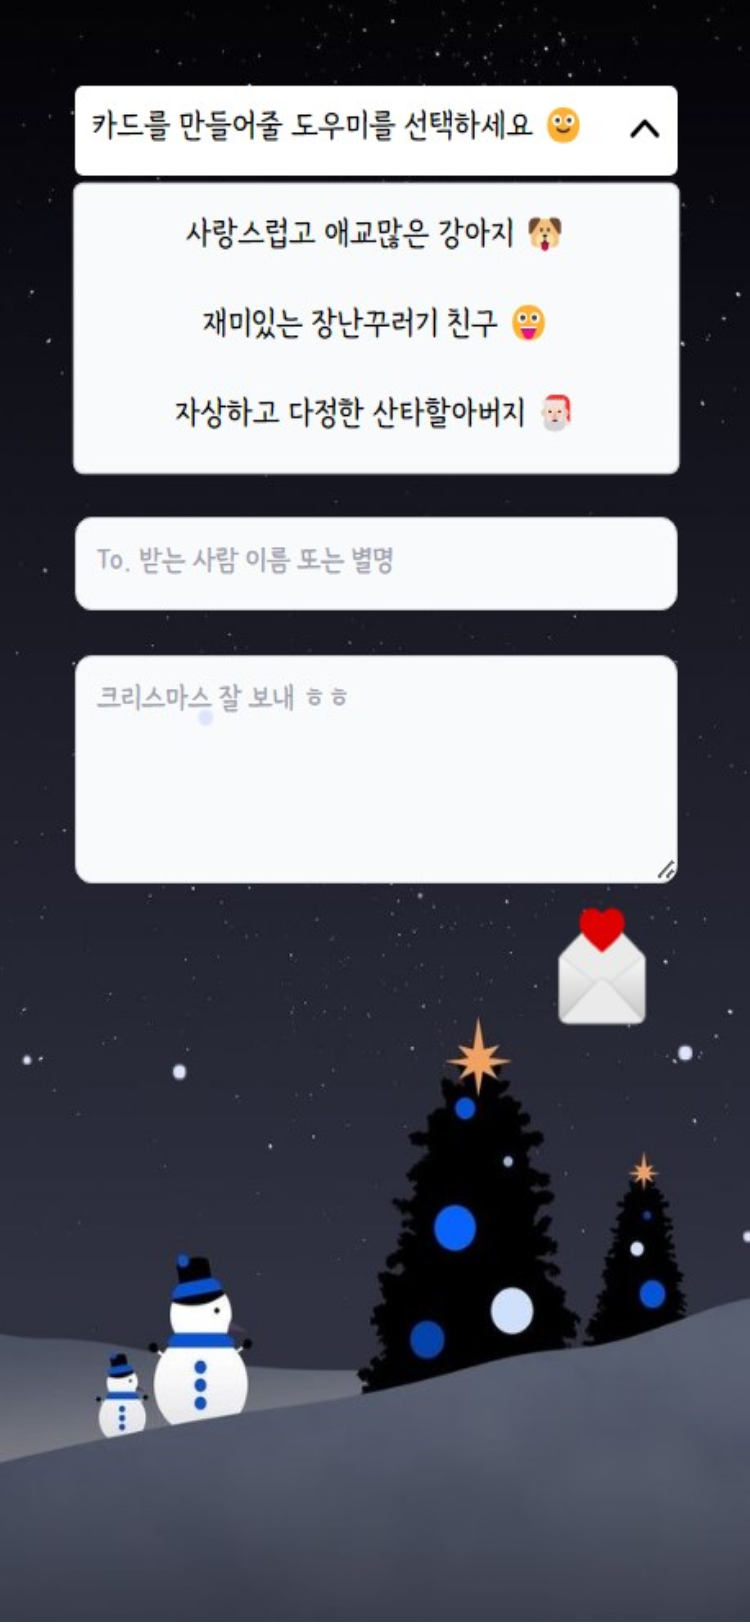 카드를 만들어줄 도우미를 선택하세요 🙂
사랑스럽고 애교많은 강아지 🐶
재미있는 장난꾸러기 친구 😛
자상하고 다정한 산타할아버지 🎅
To. 받는 사람 이름 또는 별명
크리스마스 잘 보내 ㅎㅎ